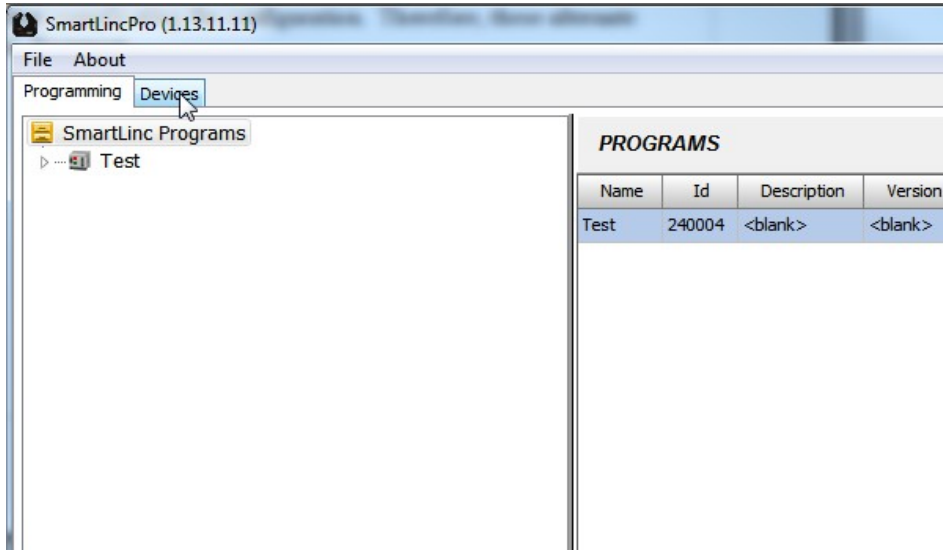 SmartLincPro (1.13.11.11)
File About
Programming Devices
SmartLinc Programs
Test
PROGRAMS
Name Id Description Version
Test 240004 <blank> <blank>